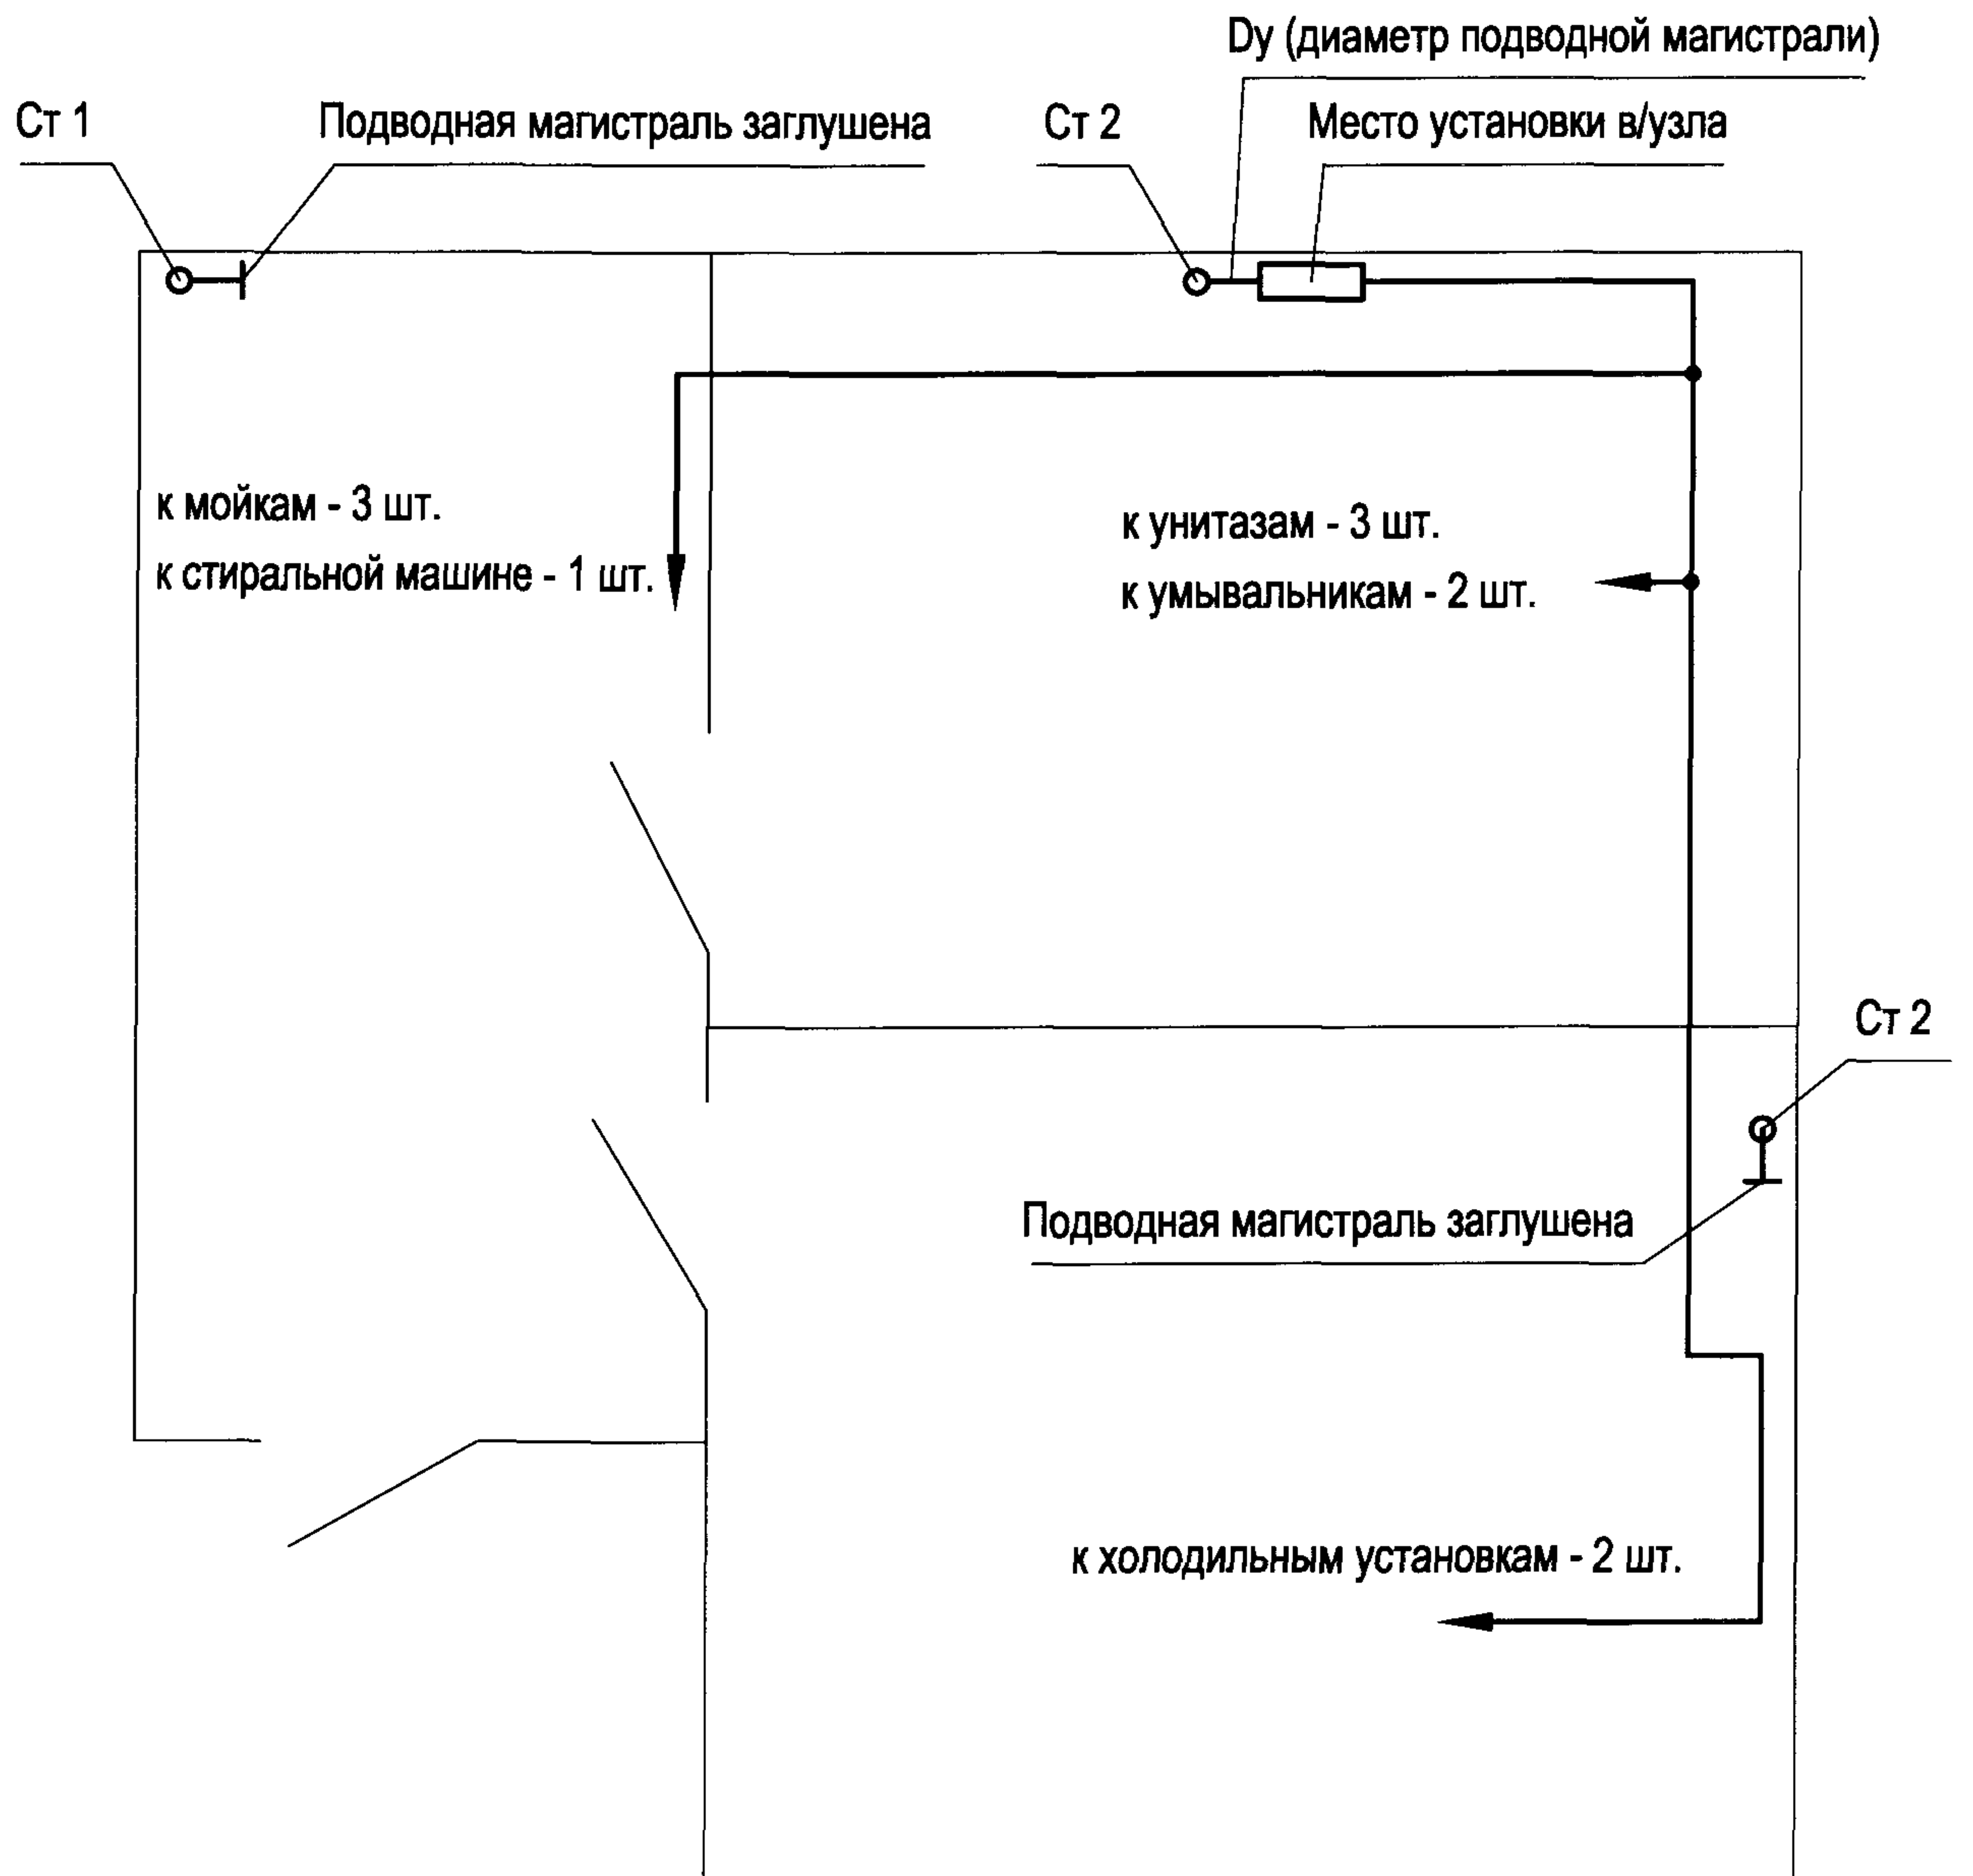 Dу (диаметр подводной магистрали)
Ст 1
Подводная магистраль заглушена
Ст 2
Место установки в/узла
к мойкам - 3 шт.
к стиральной машине - 1 шт.
к унитазам - 3 шт.
к умывальникам - 2 шт.
Ст 2
Подводная магистраль заглушена
к холодильным установкам - 2 шт.